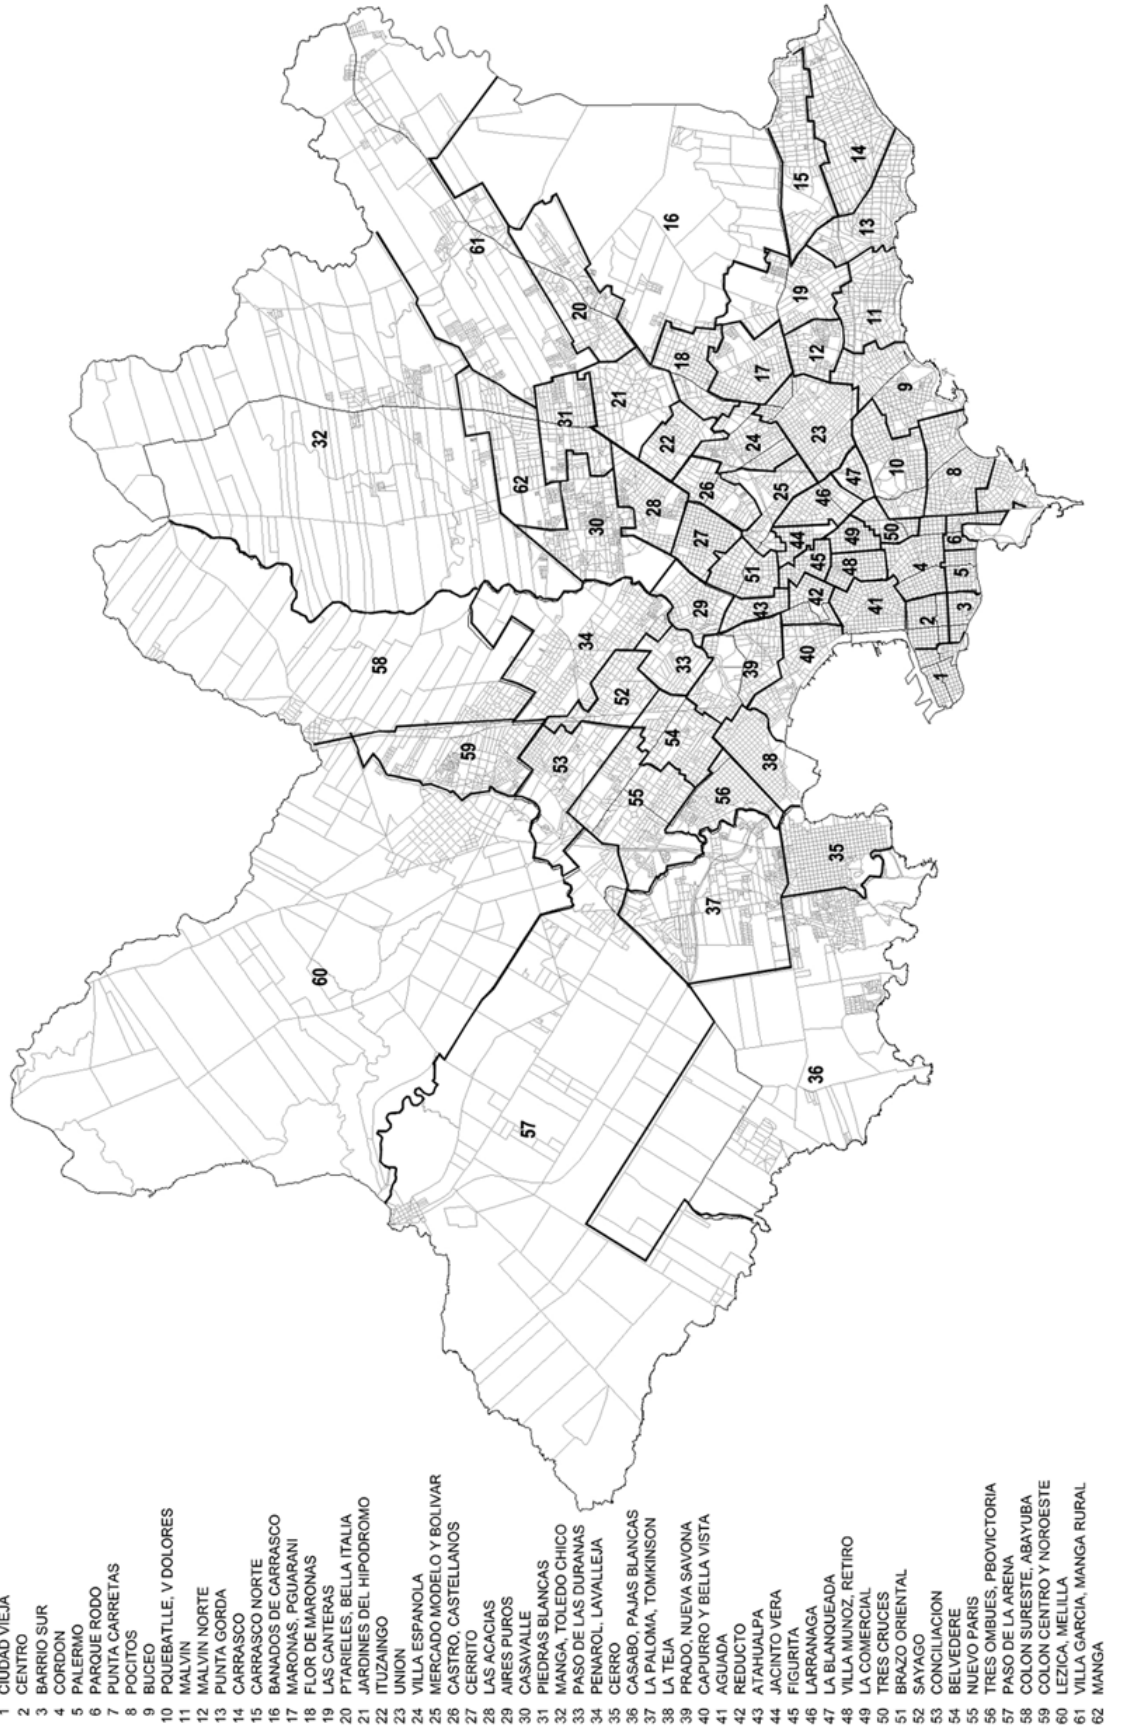 1 CIUDAD VIEJA
2 CENTRO
3 BARRIO SUR
4 CORDON
5 PALERMO
6 PARQUE RODO
7 PUNTA CARRETAS
8 POCITOS
9 BUCEO
10 PQUEBATLLE, V DOLORES
11 MALVIN
12 MALVIN NORTE
13 PUNTA GORDA
14 CARRASCO
15 CARRASCO NORTE
16 BANADOS DE CARRASCO
17 MARONAS, PGUARANI
18 FLOR DE MARONAS
19 LAS CANTERAS
20 PTARIELES, BELLA ITALIA
21 JARDINES DEL HIPODROMO
22 ITUZAINGO
23 UNION
24 VILLA ESPANOLA
25 MERCADO MODELO Y BOLIVAR
26 CASTRO, CASTELLANOS
27 CERRITO
28 LAS ACACIAS
29 AIRES PUROS
30 CASAVALLE
31 PIEDRAS BLANCAS
32 MANGA, TOLEDO CHICO
33 PASO DE LAS DURANAS
34 PENAROL, LAVALLEJA
35 CERRO
36 CASABO, PAJAS BLANCAS
37 LA PALOMA, TOMKINSON
38 LA TEJA
39 PRADO, NUEVA SAVONA
40 CAPURRO Y BELLA VISTA
41 AGUADA
42 REDUCTO
43 ATAHUALPA
44 JACINTO VERA
45 FIGURITA
46 LARRANAGA
47 LA BLANQUEADA
48 VILLA MUNOZ, RETIRO
49 LA COMERCIAL
50 TRES CRUCES
51 BRAZO ORIENTAL
52 SAYAGO
53 CONCILIACION
54 BELVEDERE
55 NUEVO PARIS
56 TRES OMBUES, PBOVICTORIA
57 PASO DE LA ARENA
58 COLON SURESTE, ABAYUBA
59 COLON CENTRO Y NOROESTE
60 LEZICA, MELILLA
61 VILLA GARCIA, MANGA RURAL
62 MANGA
60
32
58
59
61
62
57
53
31
20
34
30
21
52
55
28
22
16
54
18
33
29
27
26
37
56
39
51
24
43
17
38
25
44
15
19
40
36
42
12
45
23
46
35
48
49
47
14
13
11
41
50
10
9
4
2
1
6
8
5
3
7